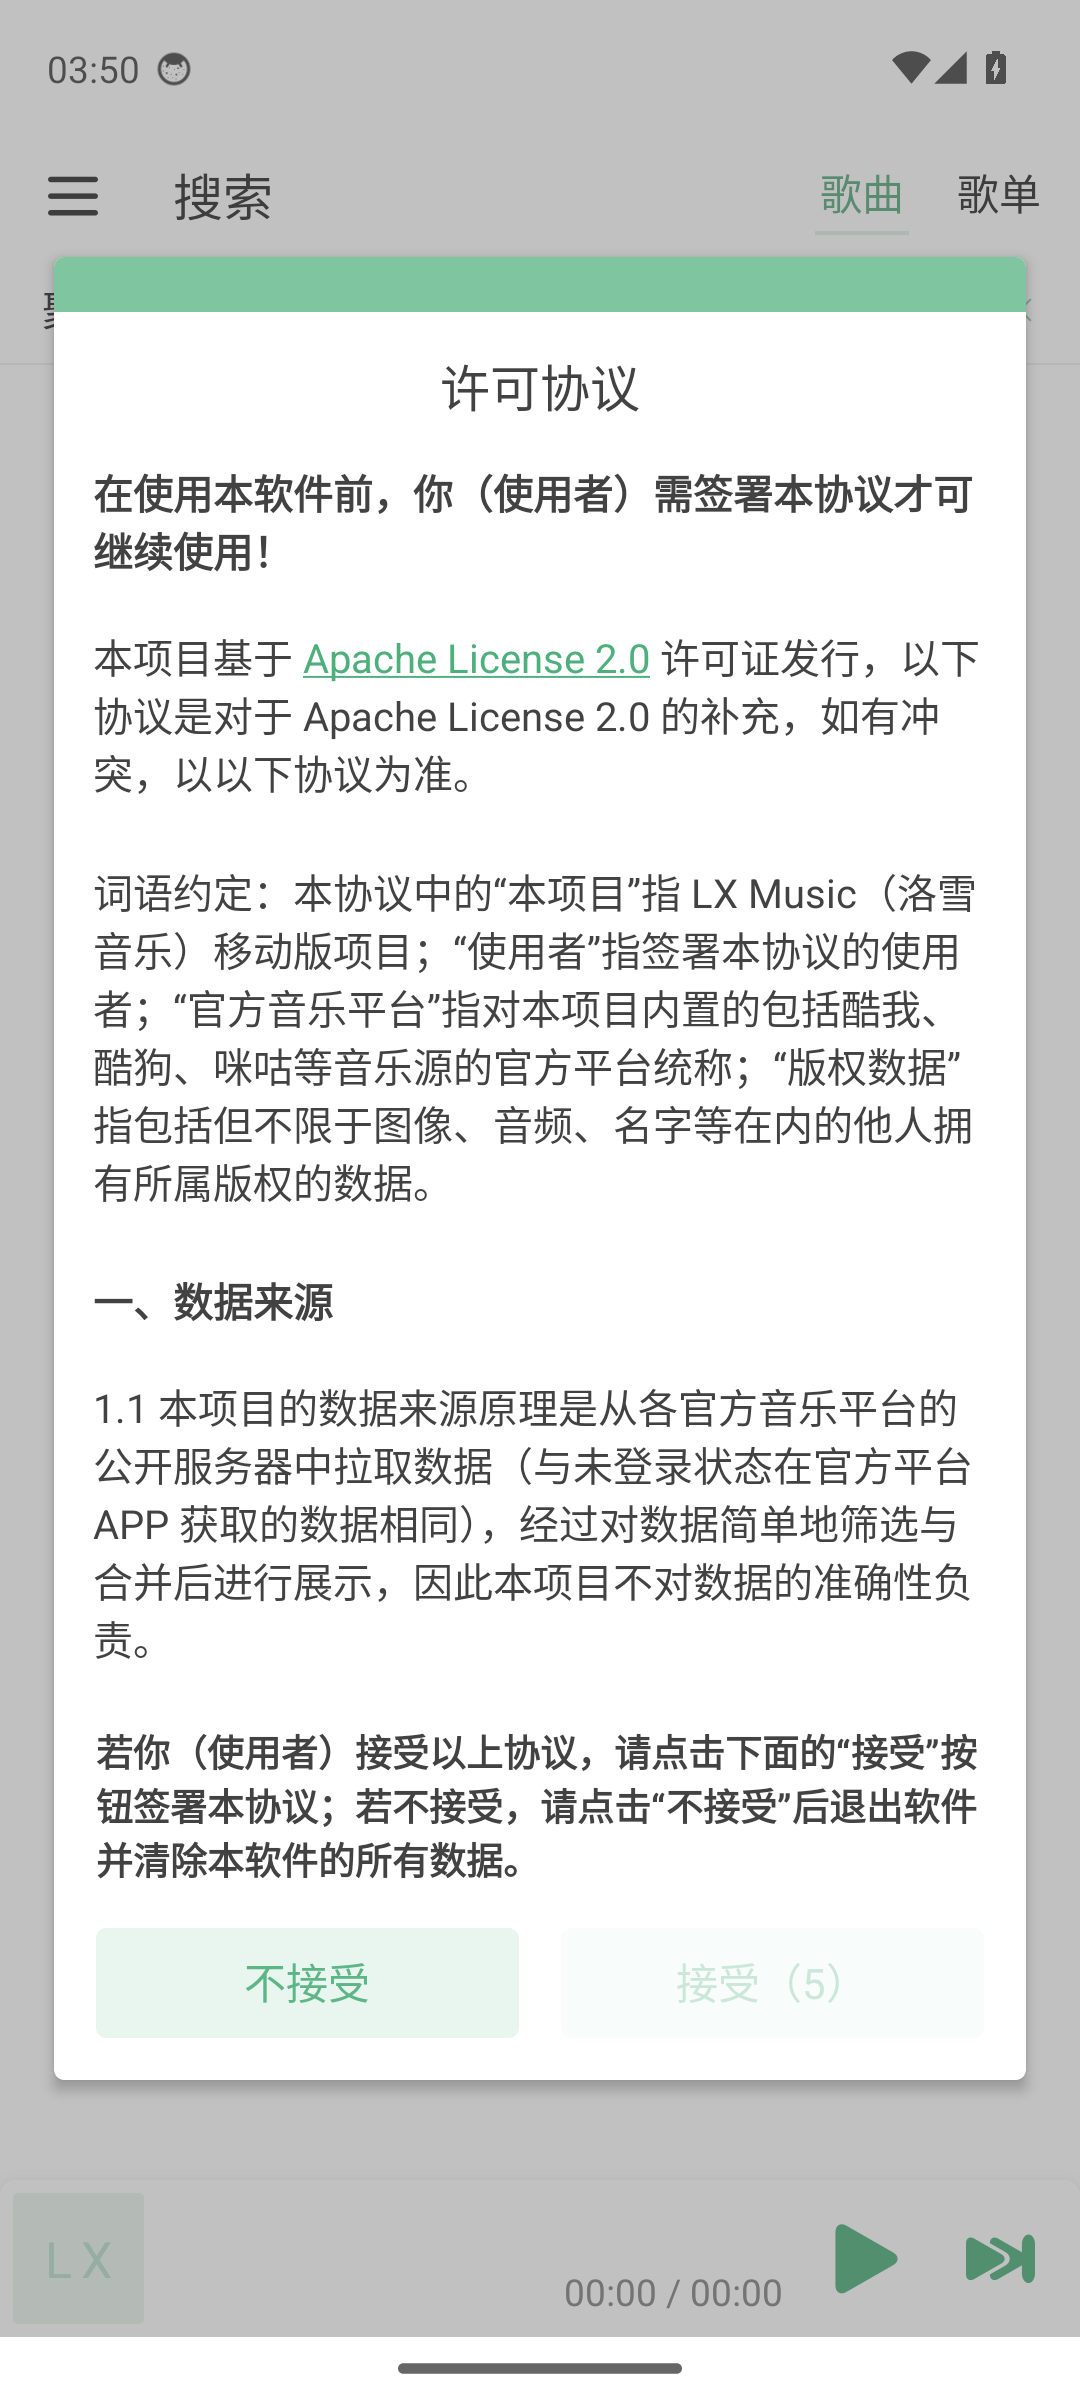 03:50
搜索
歌曲 歌单
许可协议
在使用本软件前，你（使用者）需签署本协议才可
继续使用！
本项目基于 Apache License 2.0 许可证发行，以下
协议是对于 Apache License 2.0 的补充，如有冲
突，以以下协议为准。
词语约定：本协议中的“本项目”指 LX Music（洛雪
音乐）移动版项目；“使用者”指签署本协议的使用
者；“官方音乐平台”指对本项目内置的包括酷我、
酷狗、咪咕等音乐源的官方平台统称；“版权数据”
指包括但不限于图像、音频、名字等在内的他人拥
有所属版权的数据。
一、数据来源
1.1 本项目的数据来源原理是从各官方音乐平台的
公开服务器中拉取数据（与未登录状态在官方平台
APP 获取的数据相同），经过对数据简单地筛选与
合并后进行展示，因此本项目不对数据的准确性负
责。
若你（使用者）接受以上协议，请点击下面的“接受”按
钮签署本协议；若不接受，请点击“不接受”后退出软件
并清除本软件的所有数据。
不接受
接受（5）
LX
00:00 / 00:00